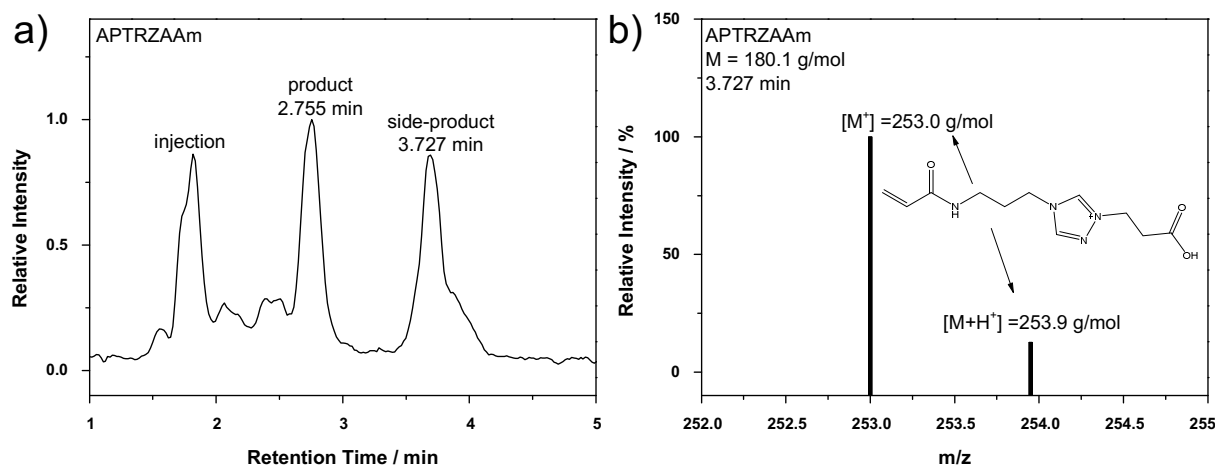 a)
APTRZAAm
product
2.755 min
side-product
3.727 min
injection
1.0
0.5
0.0
Relative Intensity
1 2 3 4 5
Retention Time / min
b)
APTRZAAm
M = 180.1 g/mol
3.727 min
[M⁺] =253.0 g/mol
O
N
H
N
N
+
N
O
OH
[M+H⁺] =253.9 g/mol
150
100
50
0
Relative Intensity / %
252.0 252.5 253.0 253.5 254.0 254.5 255
m/z